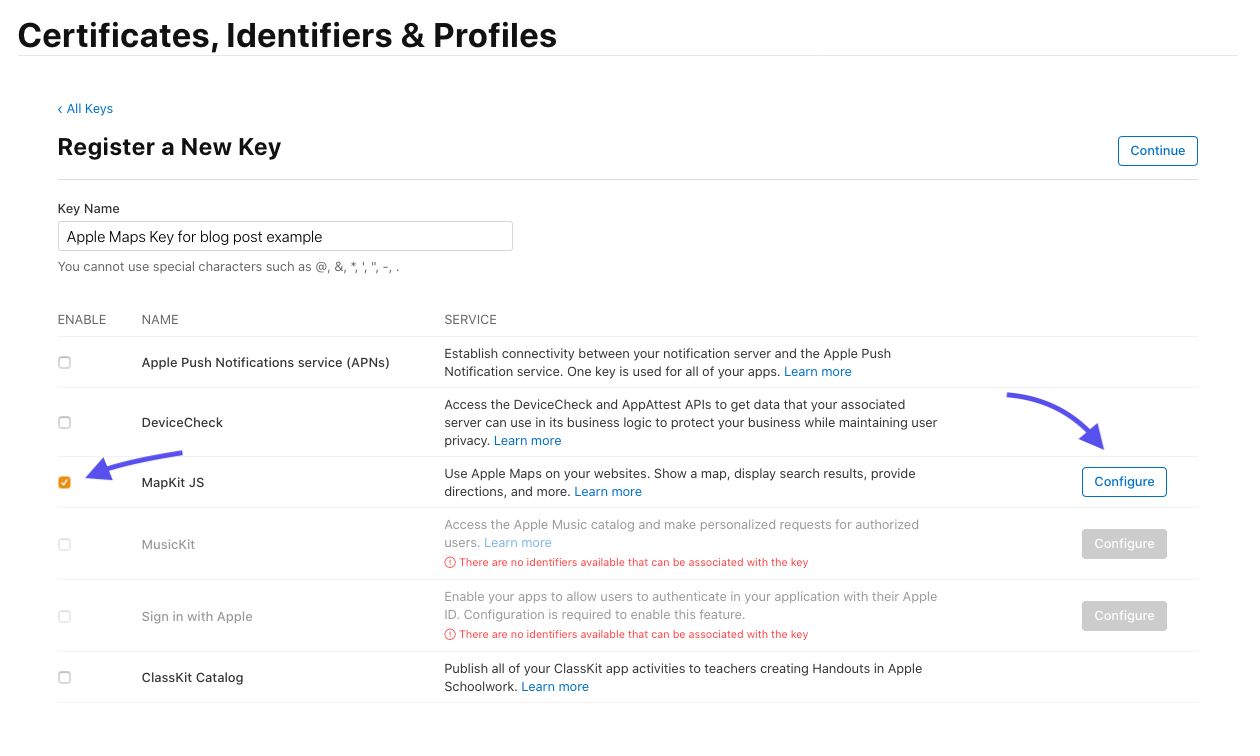 Certificates, Identifiers & Profiles
‹ All Keys
Register a New Key
Continue
Key Name
Apple Maps Key for blog post example
You cannot use special characters such as @, &, *, ', ", -, .
ENABLE NAME SERVICE
Apple Push Notifications service (APNs)
Establish connectivity between your notification server and the Apple Push
Notification service. One key is used for all of your apps. Learn more
DeviceCheck
Access the DeviceCheck and AppAttest APIs to get data that your associated
server can use in its business logic to protect your business while maintaining user
privacy. Learn more
MapKit JS
Use Apple Maps on your websites. Show a map, display search results, provide
directions, and more. Learn more
Configure
MusicKit
Access the Apple Music catalog and make personalized requests for authorized
users. Learn more
There are no identifiers available that can be associated with the key
Configure
Sign in with Apple
Enable your apps to allow users to authenticate in your application with their Apple
ID. Configuration is required to enable this feature.
There are no identifiers available that can be associated with the key
Configure
ClassKit Catalog
Publish all of your ClassKit app activities to teachers creating Handouts in Apple
Schoolwork. Learn more